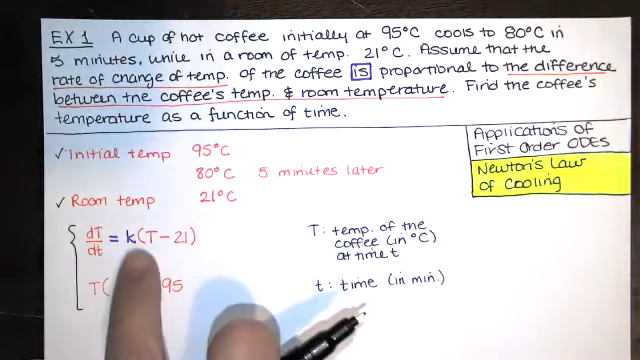 EX 1 A cup of hot coffee initially at 95°C cools to 80°C in
5 minutes, while in a room of temp. 21°C. Assume that the
rate of change of temp. of the coffee is proportional to the difference
between the coffee's temp. & room temperature. Find the coffee's
temperature as a function of time.
Applications of
First Order ODES
Newton's Law
of Cooling
✓ Initial temp 95°C
80°C 5 minutes later
✓ Room temp 21°C
dT/dt = k(T-21)
T( 95
T: temp. of the
coffee (in °C)
at time t
t: time (in min.)